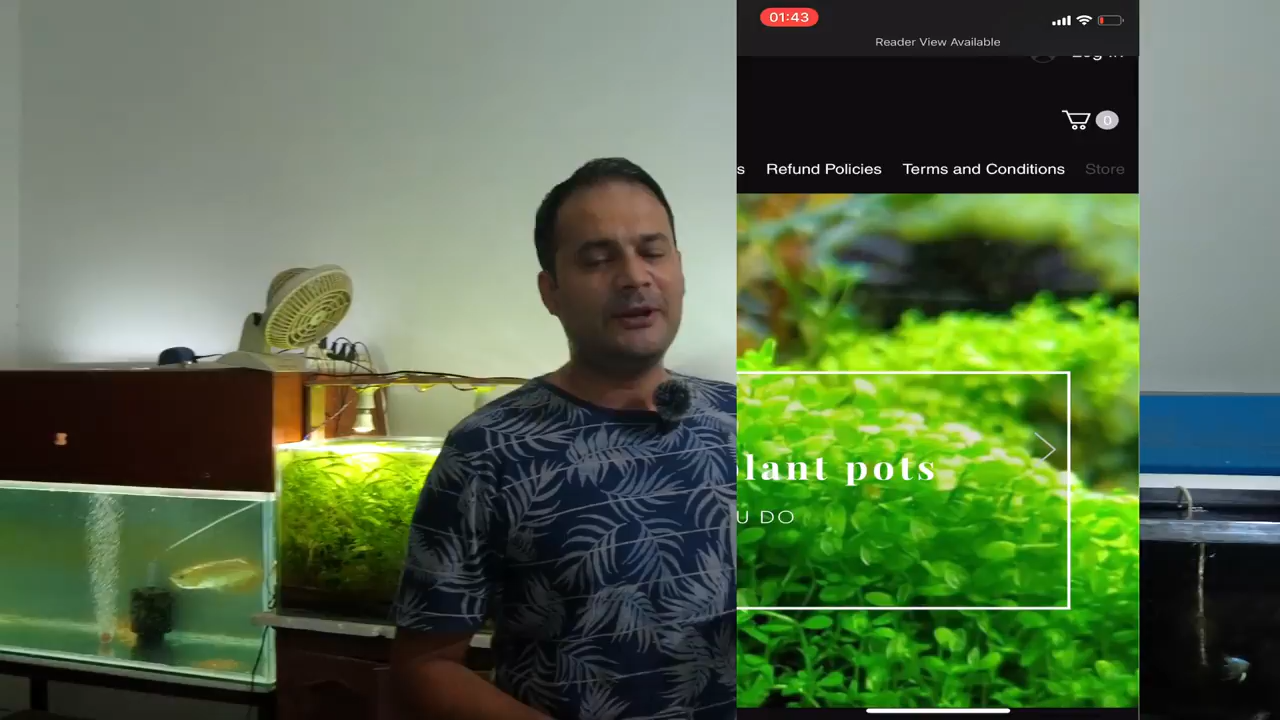 01:43
Reader View Available
0
s Refund Policies Terms and Conditions Store
lant pots
U DO